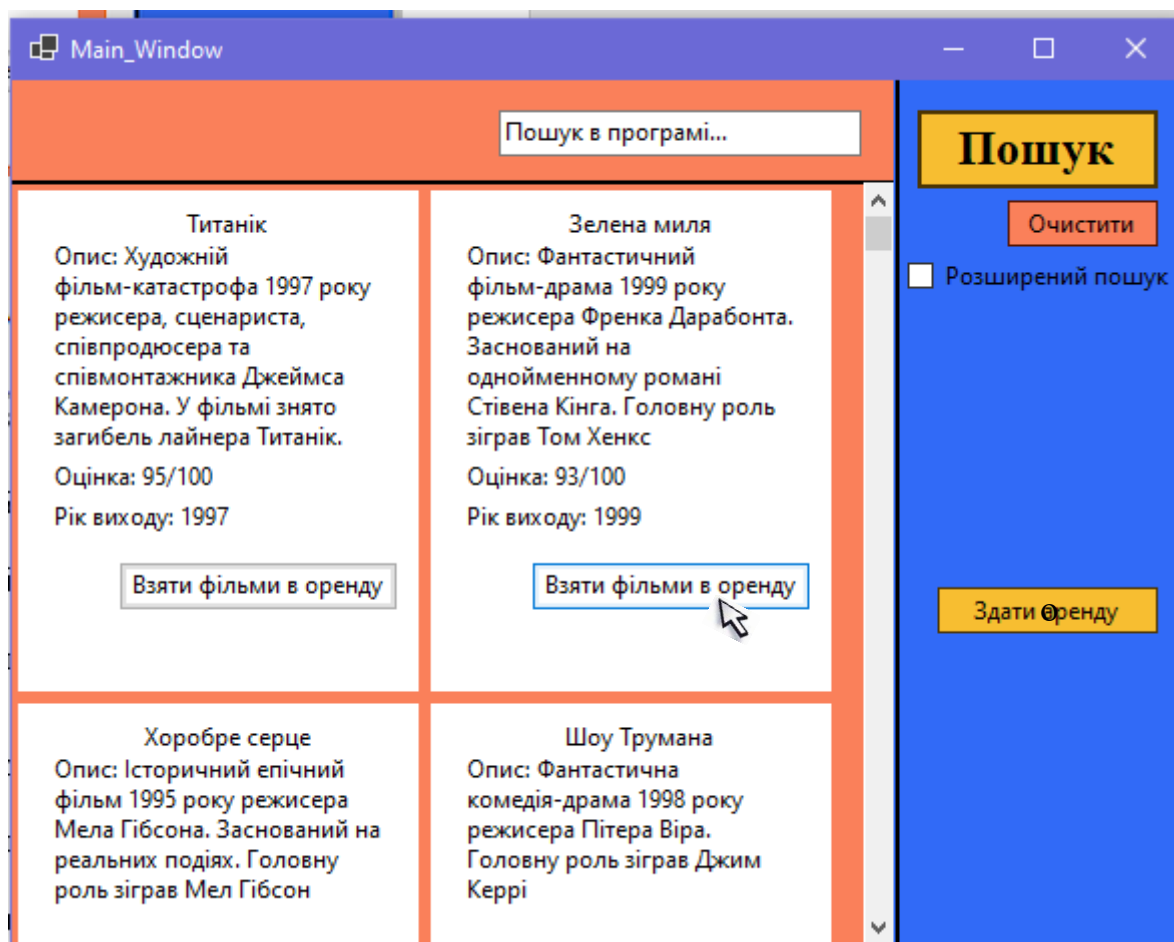 Main_Window
Пошук в програмі...
Пошук
Очистити
Розширений пошук
Титанік
Опис: Художній
фільм-катастрофа 1997 року
режисера, сценариста,
співпродюсера та
співмонтажника Джеймса
Камерона. У фільмі знято
загибель лайнера Титанік.
Оцінка: 95/100
Рік виходу: 1997
Взяти фільми в оренду
Зелена миля
Опис: Фантастичний
фільм-драма 1999 року
режисера Френка Дарабонта.
Заснований на
однойменному романі
Стівена Кінга. Головну роль
зіграв Том Хенкс
Оцінка: 93/100
Рік виходу: 1999
Взяти фільми в оренду
Здати оренду
Хоробре серце
Опис: Історичний епічний
фільм 1995 року режисера
Мела Гібсона. Заснований на
реальних подіях. Головну
роль зіграв Мел Гібсон
Шоу Трумана
Опис: Фантастична
комедія-драма 1998 року
режисера Пітера Віра.
Головну роль зіграв Джим
Керрі